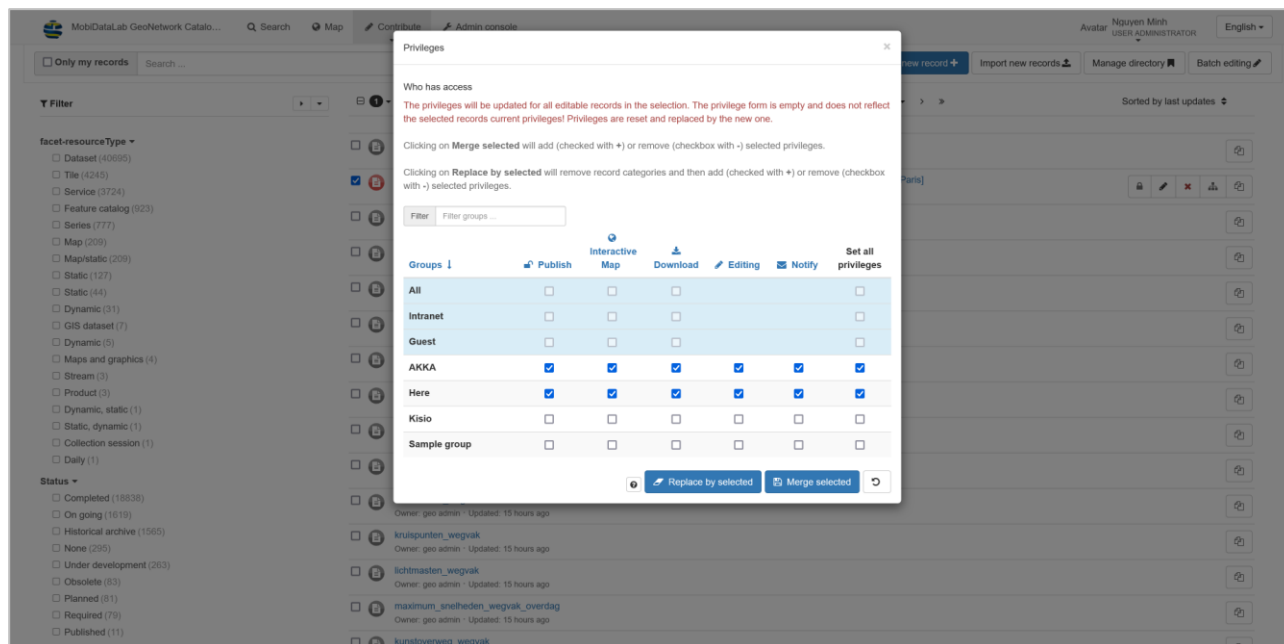 MobiDataLab GeoNetwork Catalo... Search Map Contribute Admin console Avatar Nguyen Minh English
USER ADMINISTRATOR
Only my records Search ... new record + Import new records Manage directory Batch editing
Filter 1 Sorted by last updates
facet-resourceType
Dataset (40695)
Tile (4245)
Service (3724)
Feature catalog (923)
Series (777)
Map (209)
Map/static (209)
Static (127)
Static (44)
Dynamic (31)
GIS dataset (7)
Dynamic (5)
Maps and graphics (4)
Stream (3)
Product (3)
Dynamic, static (1)
Static, dynamic (1)
Collection session (1)
Daily (1)
Status
Completed (18838)
On going (1619)
Historical archive (1565)
None (295)
Under development (263)
Obsolete (83)
Planned (81)
Required (79)
Published (11)
Paris]
Privileges ×
Who has access
The privileges will be updated for all editable records in the selection. The privilege form is empty and does not reflect
the selected records current privileges! Privileges are reset and replaced by the new one.
Clicking on Merge selected will add (checked with +) or remove (checkbox with -) selected privileges.
Clicking on Replace by selected will remove record categories and then add (checked with +) or remove (checkbox
with -) selected privileges.
Filter Filter groups ...
Groups Publish Interactive Map Download Editing Notify Set all privileges
All
Intranet
Guest
AKKA
Here
Kisio
Sample group
Replace by selected Merge selected
Owner: geo admin · Updated: 15 hours ago
kruispunten_wegvak
Owner: geo admin · Updated: 15 hours ago
lichtmasten_wegvak
Owner: geo admin · Updated: 15 hours ago
maximum_snelheden_wegvak_overdag
Owner: geo admin · Updated: 15 hours ago
kunstoverweg_wegvak